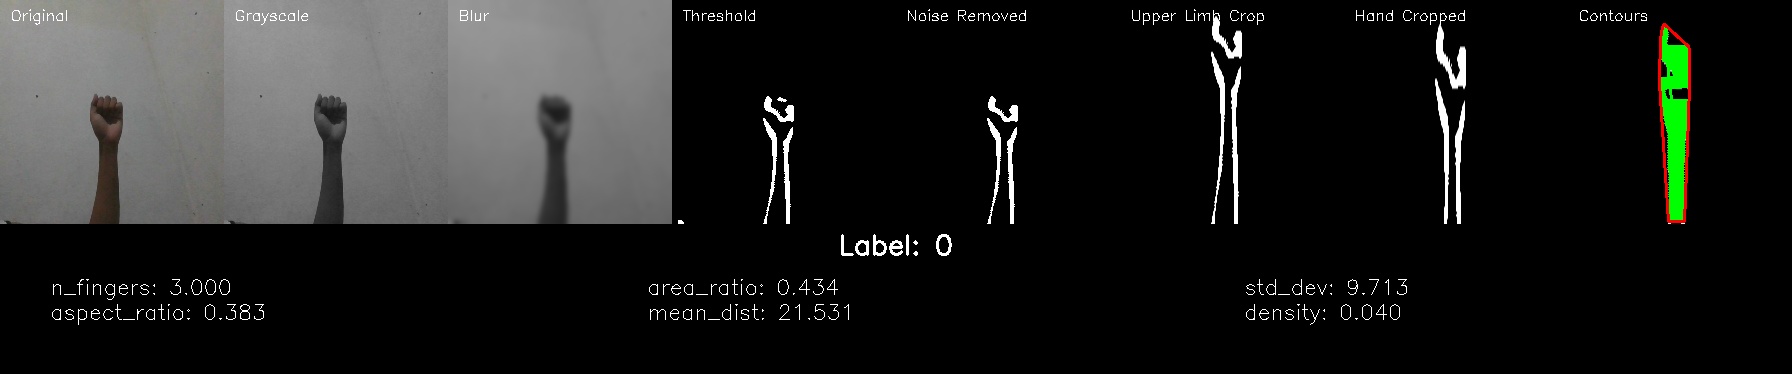 Original Grayscale Blur Threshold Noise Removed Upper Limb Crop Hand Cropped Contours
Label: 0
n_fingers: 3.000 area_ratio: 0.434 std_dev: 9.713
aspect_ratio: 0.383 mean_dist: 21.531 density: 0.040